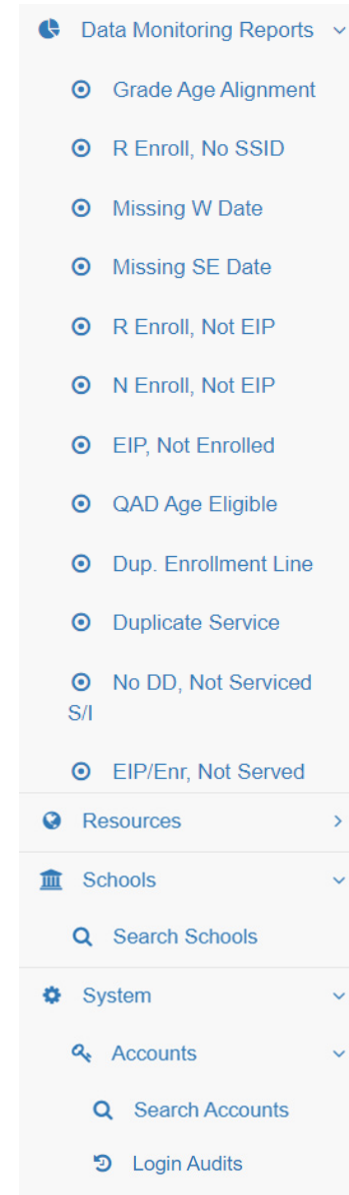 Data Monitoring Reports
Grade Age Alignment
R Enroll, No SSID
Missing W Date
Missing SE Date
R Enroll, Not EIP
N Enroll, Not EIP
EIP, Not Enrolled
QAD Age Eligible
Dup. Enrollment Line
Duplicate Service
No DD, Not Serviced
S/I
EIP/Enr, Not Served
Resources
Schools
Search Schools
System
Accounts
Search Accounts
Login Audits